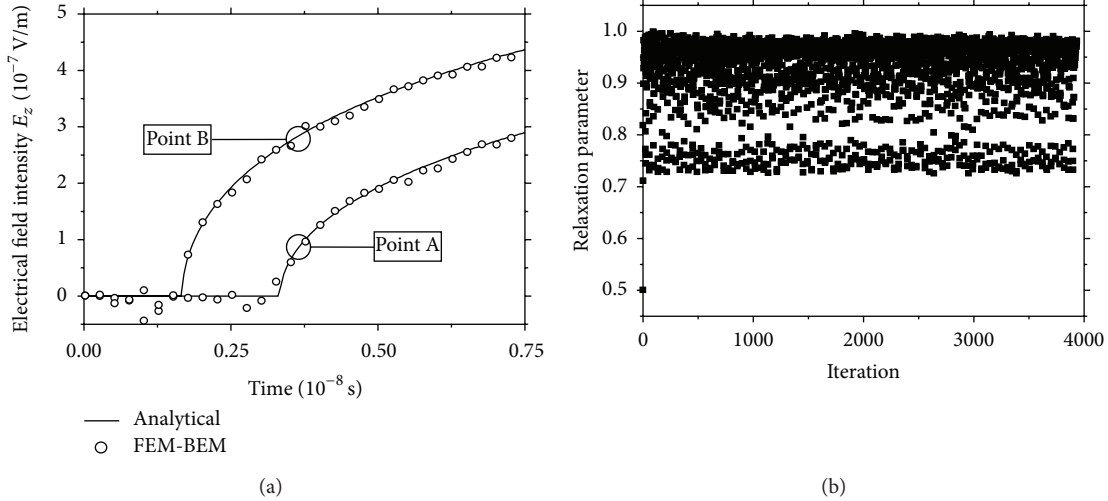 5
4
3
2
1
0
Electrical field intensity E_z (10^−7 V/m)
Point B
Point A
0.00
0.25
0.50
0.75
Time (10^−8 s)
Analytical
FEM-BEM
(a)
1.0
0.9
0.8
0.7
0.6
0.5
Relaxation parameter
0
1000
2000
3000
4000
Iteration
(b)